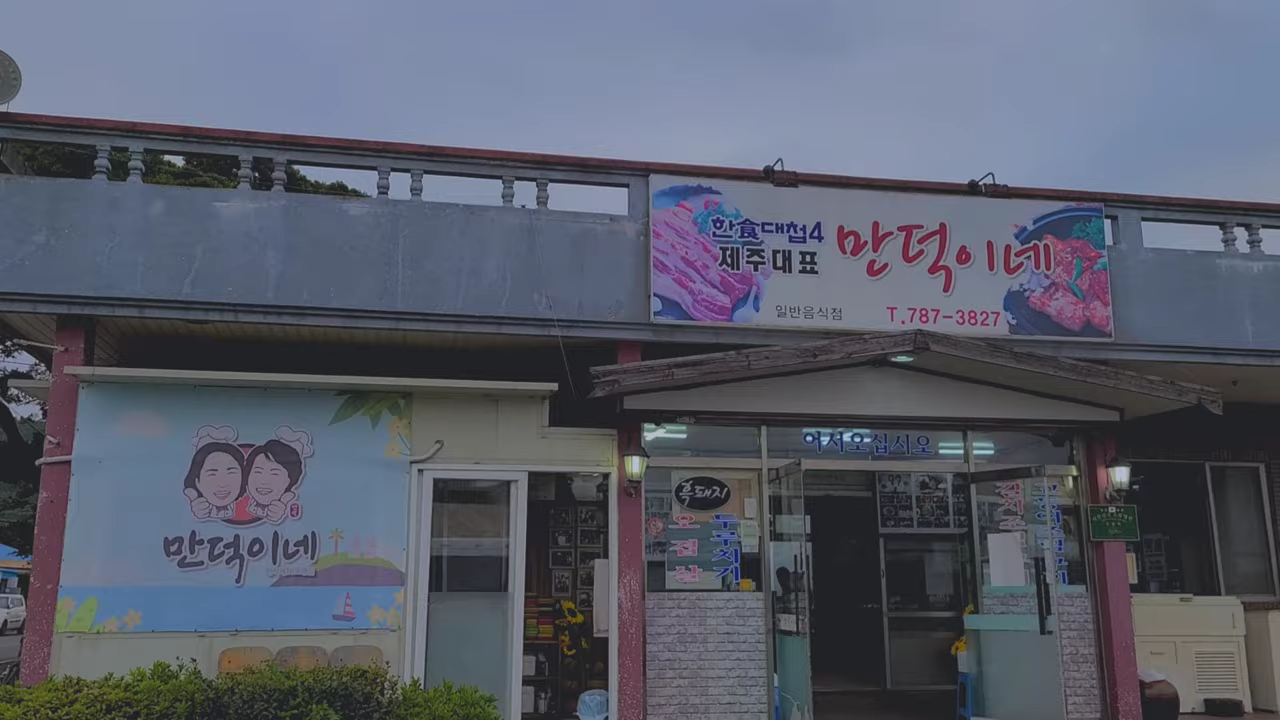 한食대첩4
제주대표
만덕이네
일반음식점
T.787-3827
만덕이네
어서오십시오
흑돼지
오겹살
두루치기